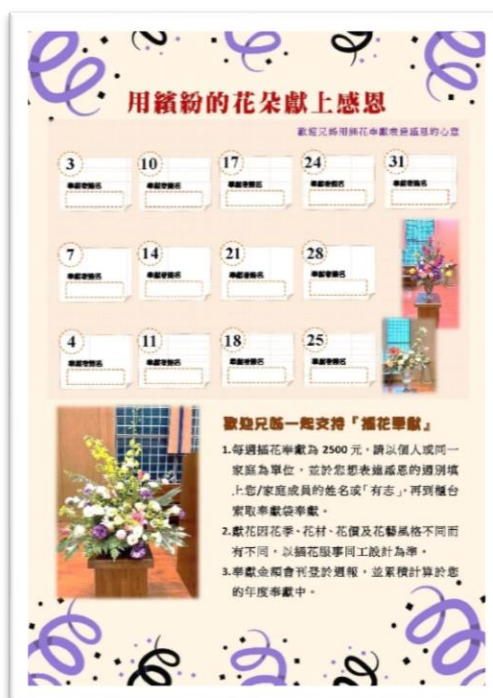 用繽紛的花朵獻上感恩
歡迎兄姊用插花奉獻表達感恩的心意
3 10 17 24 31
奉獻者姓名 奉獻者姓名 奉獻者姓名 奉獻者姓名 奉獻者姓名
7 14 21 28
奉獻者姓名 奉獻者姓名 奉獻者姓名 奉獻者姓名
4 11 18 25
奉獻者姓名 奉獻者姓名 奉獻者姓名 奉獻者姓名
歡迎兄姊一起支持『插花奉獻』
1.每週插花奉獻為 2500 元，請以個人或同一
家庭為單位，並於您想表達感恩的週別填
上您/家庭成員的姓名或「有志」，再到櫃台
索取奉獻袋奉獻。
2.獻花因花季、花材、花價及花藝風格不同而
有不同，以插花服事同工設計為準。
3.奉獻金額會刊登於週報，並累積計算於您
的年度奉獻中。